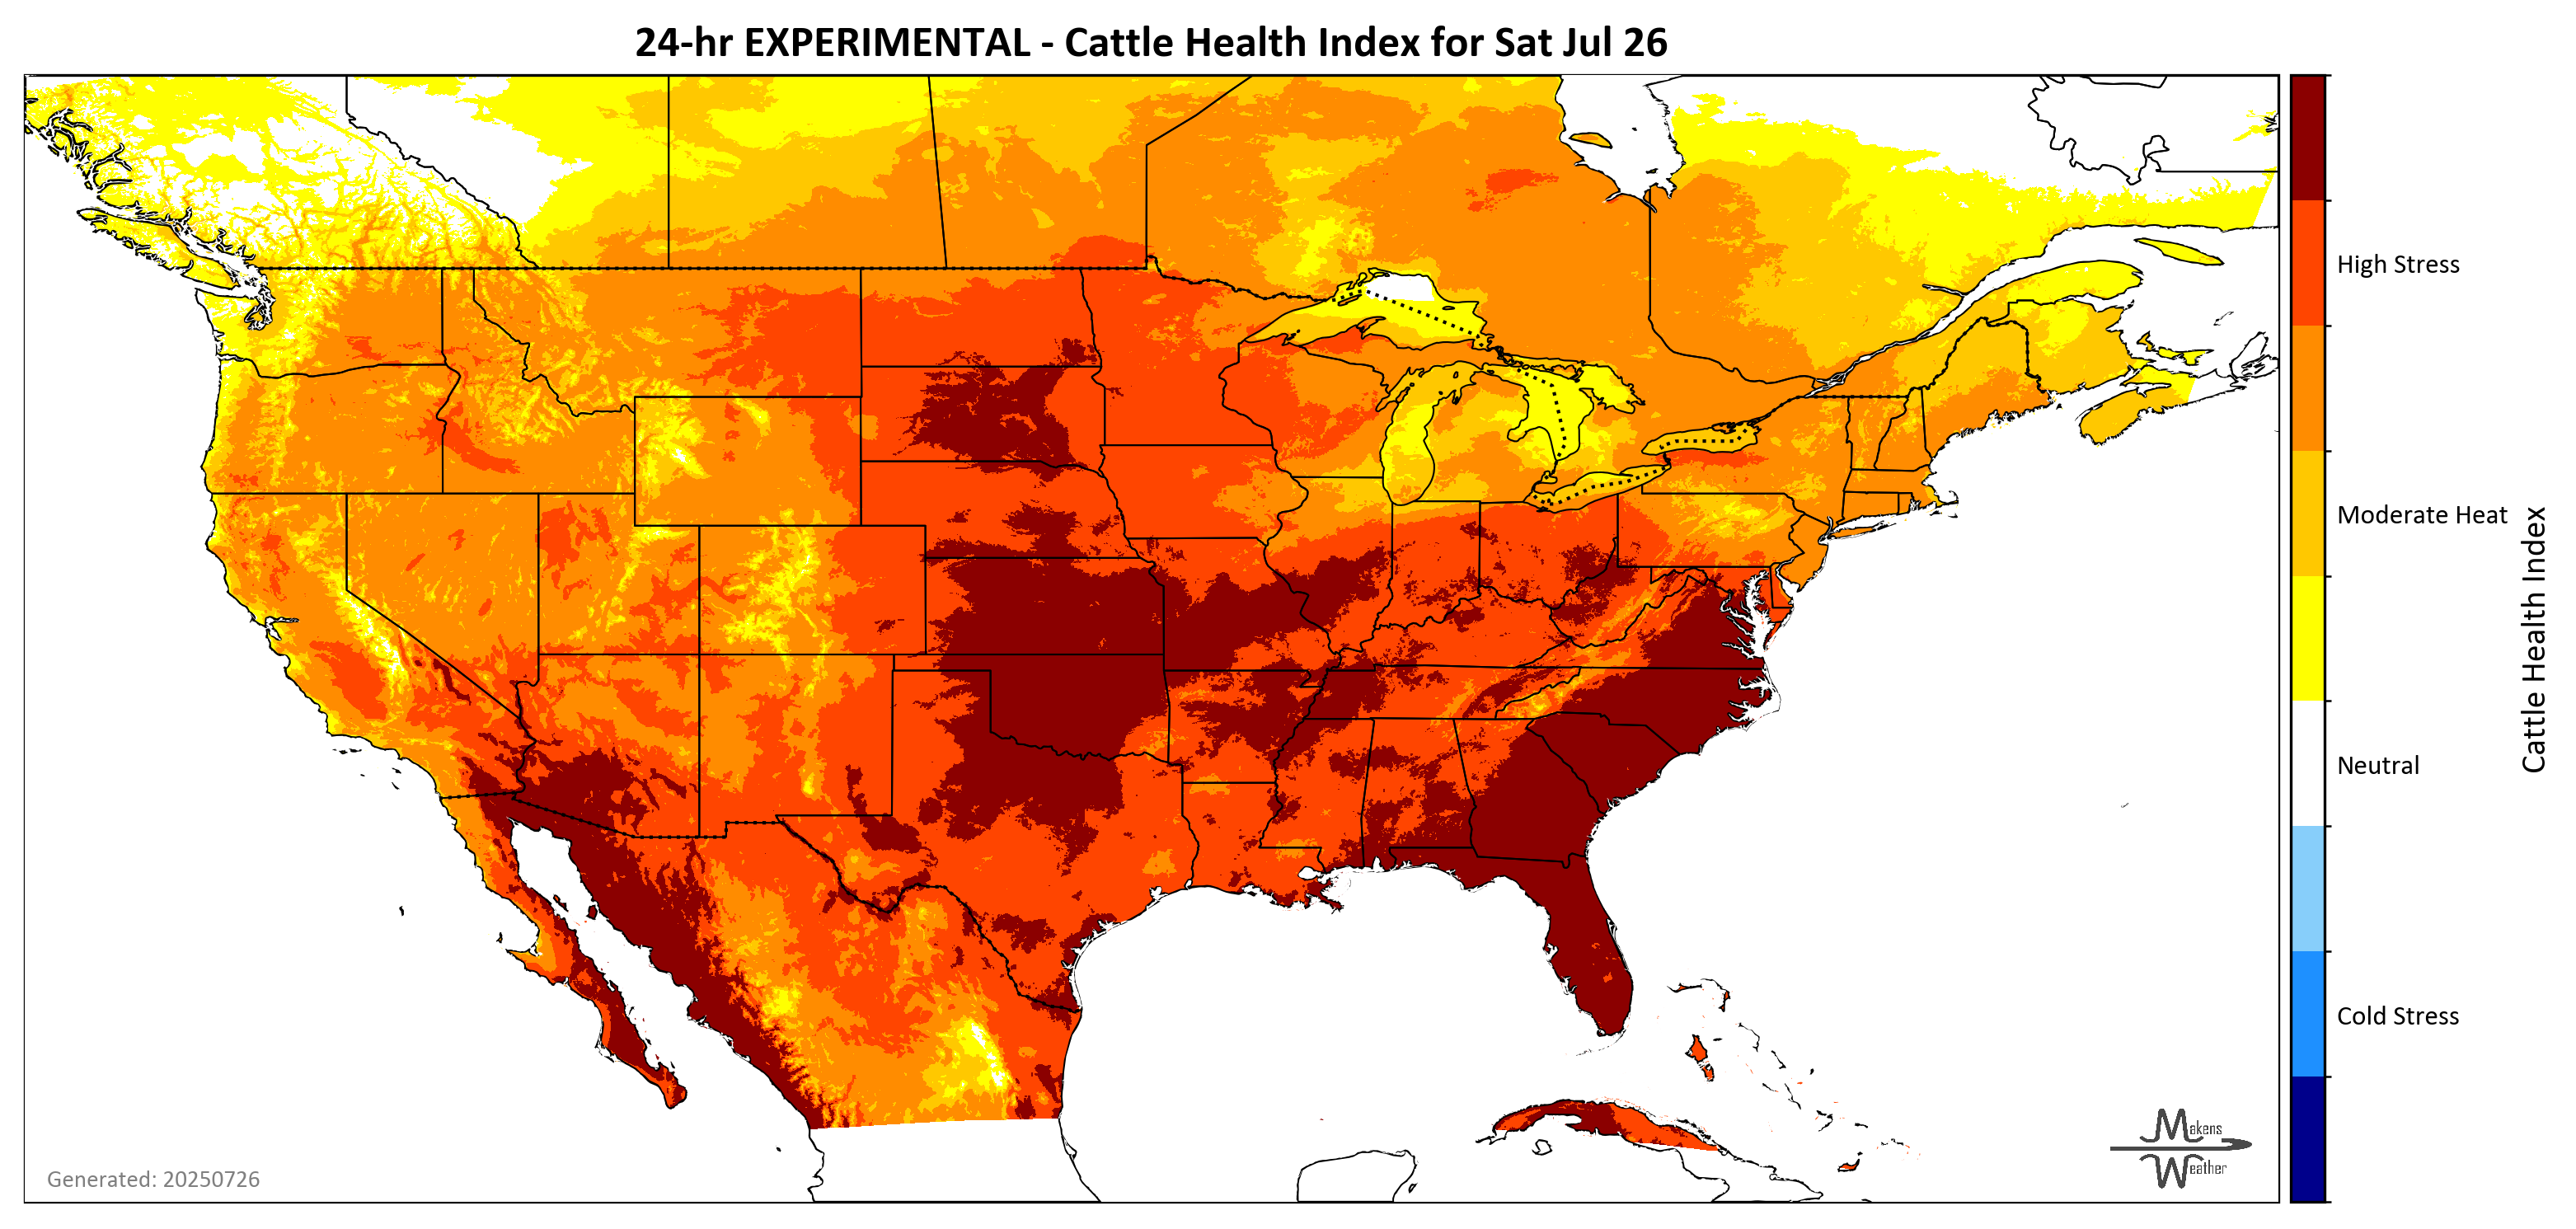 24-hr EXPERIMENTAL - Cattle Health Index for Sat Jul 26
High Stress
Moderate Heat
Neutral
Cold Stress
Cattle Health Index
Generated: 20250726
Makens
Weather